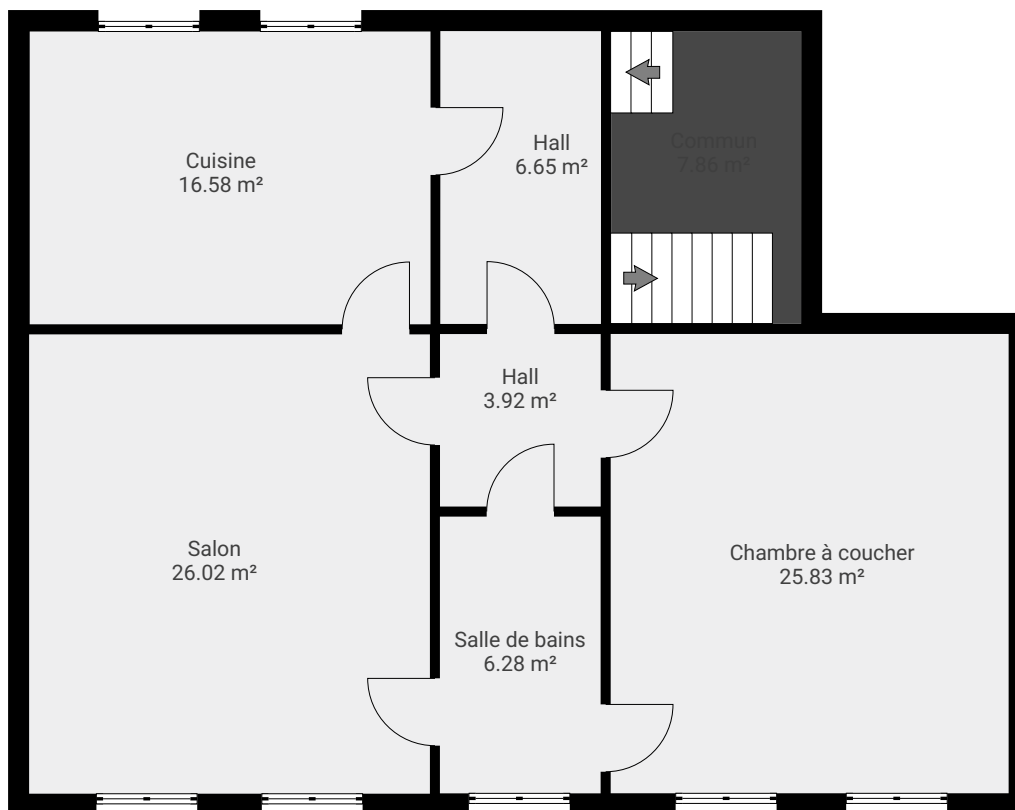 Cuisine
16.58 m²
Hall
6.65 m²
Commun
7.86 m²
Hall
3.92 m²
Salon
26.02 m²
Chambre à coucher
25.83 m²
Salle de bains
6.28 m²